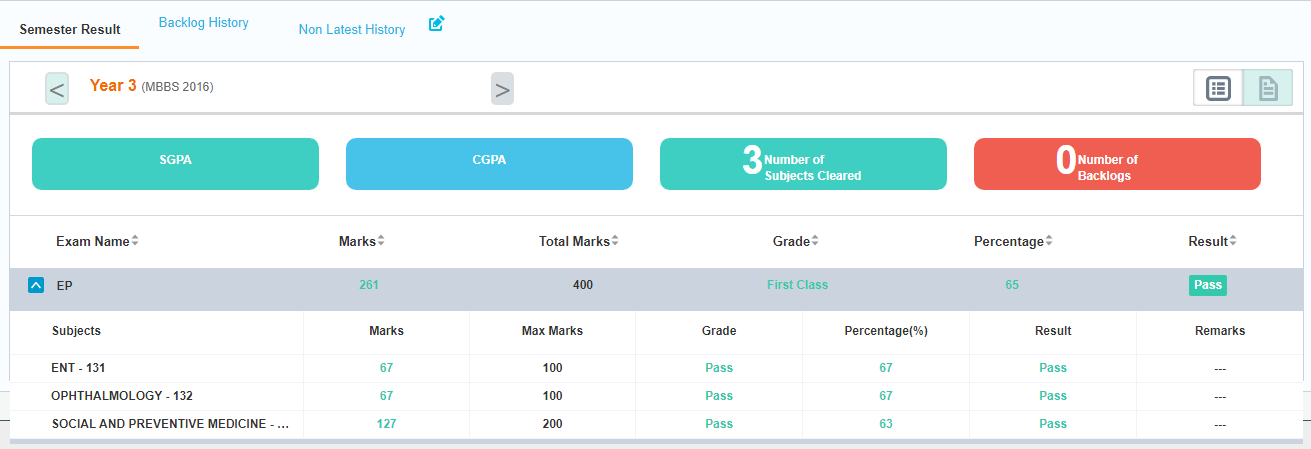 Semester Result
Backlog History
Non Latest History
< Year 3 (MBBS 2016) >
SGPA
CGPA
3 Number of
Subjects Cleared
0 Number of
Backlogs
Exam Name Marks Total Marks Grade Percentage Result
EP 261 400 First Class 65 Pass
Subjects Marks Max Marks Grade Percentage(%) Result Remarks
ENT - 131 67 100 Pass 67 Pass ---
OPHTHALMOLOGY - 132 67 100 Pass 67 Pass ---
SOCIAL AND PREVENTIVE MEDICINE - ... 127 200 Pass 63 Pass ---